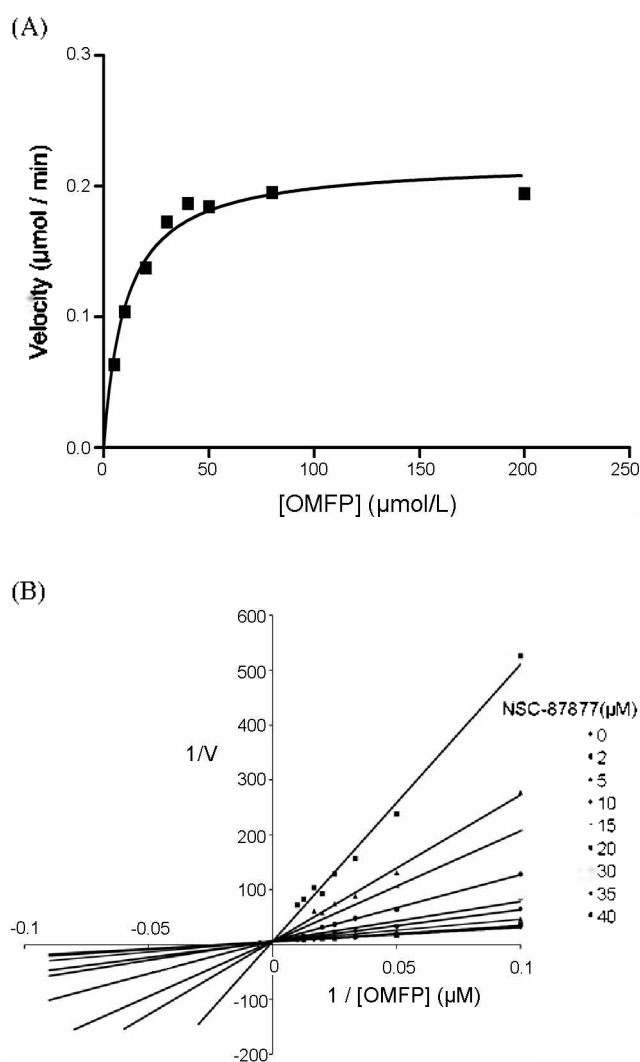 (A)
0.3
0.2
0.1
0.0
Velocity (µmol / min)
0 50 100 150 200 250
[OMFP] (µmol/L)
(B)
600
500
400
300
200
100
0
-100
-200
1/V
-0.1 -0.05 0.05 0.1
1 / [OMFP] (µM)
NSC-87877(µM)
0
2
5
10
15
20
30
35
40